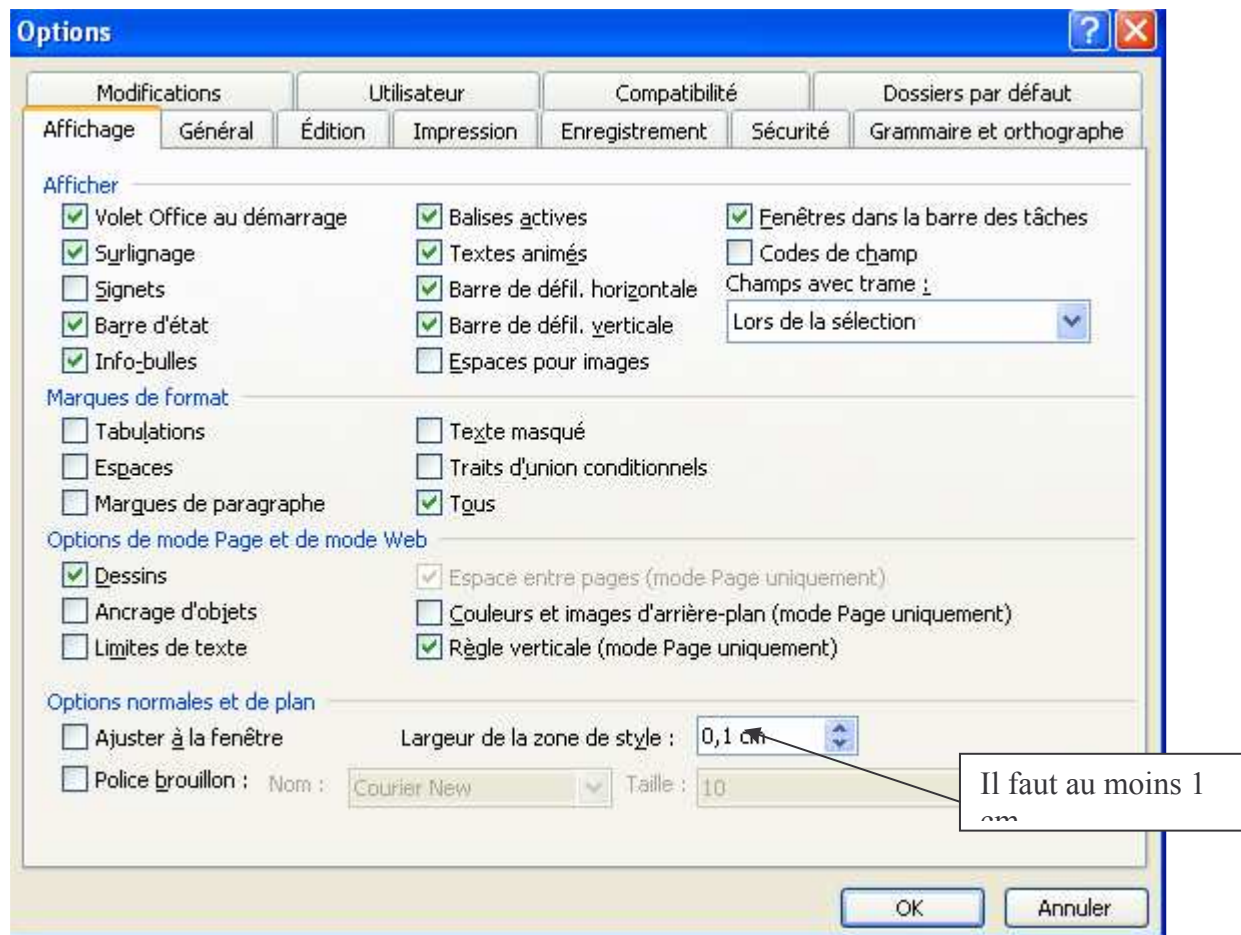 Options
Modifications Utilisateur Compatibilité Dossiers par défaut
Affichage Général Édition Impression Enregistrement Sécurité Grammaire et orthographe
Afficher
Volet Office au démarrage Balises actives Fenêtres dans la barre des tâches
Surlignage Textes animés Codes de champ
Signets Barre de défil. horizontale Champs avec trame :
Barre d'état Barre de défil. verticale Lors de la sélection
Info-bulles Espaces pour images
Marques de format
Tabulations Texte masqué
Espaces Traits d'union conditionnels
Marques de paragraphe Tous
Options de mode Page et de mode Web
Dessins Espace entre pages (mode Page uniquement)
Ancrage d'objets Couleurs et images d'arrière-plan (mode Page uniquement)
Limites de texte Règle verticale (mode Page uniquement)
Options normales et de plan
Ajuster à la fenêtre Largeur de la zone de style : 0,1 cm
Police brouillon : Nom : Courier New Taille : 10
Il faut au moins 1
cm
OK Annuler